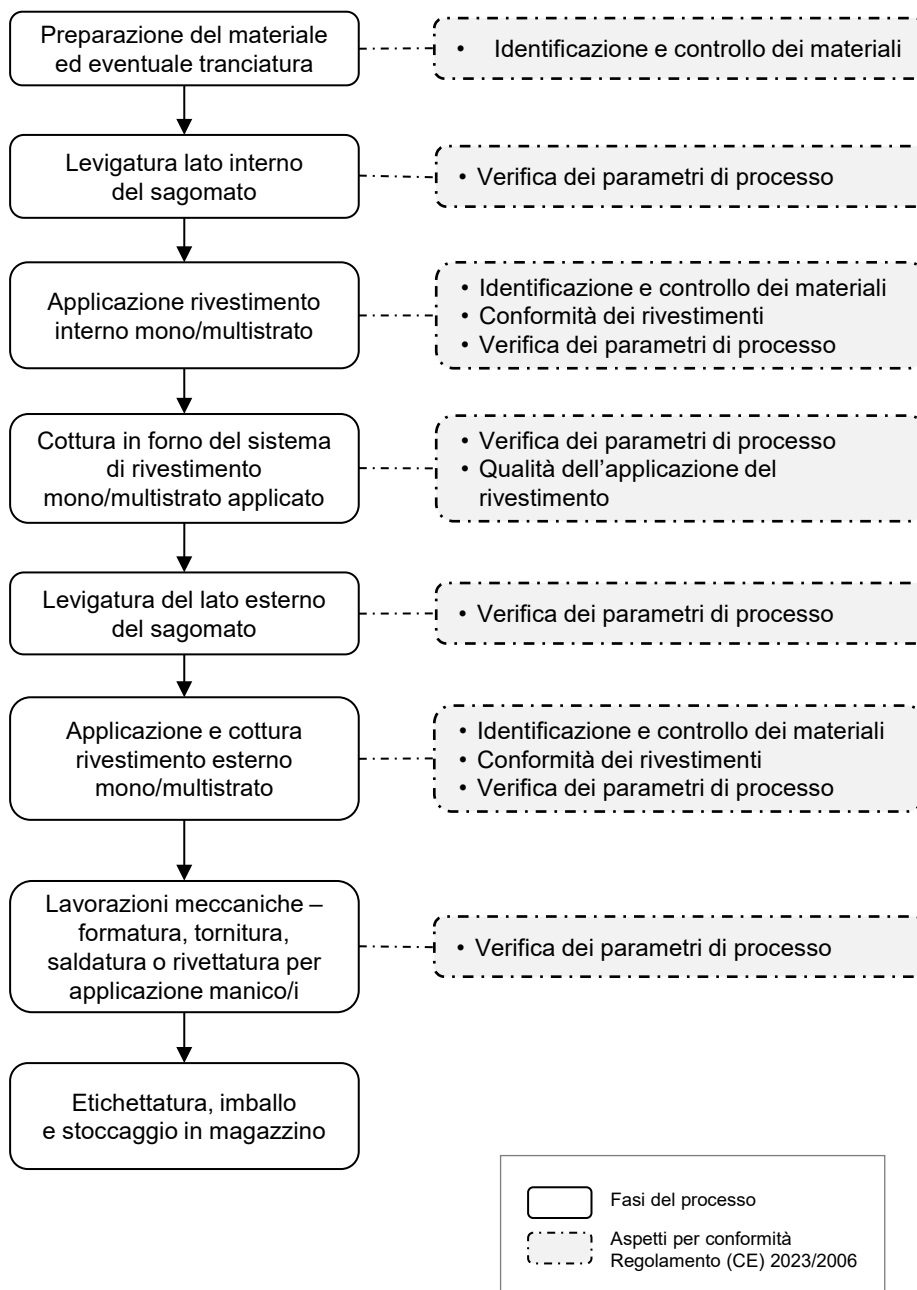 Preparazione del materiale
ed eventuale tranciatura
• Identificazione e controllo dei materiali
Levigatura lato interno
del sagomato
• Verifica dei parametri di processo
Applicazione rivestimento
interno mono/multistrato
• Identificazione e controllo dei materiali
• Conformità dei rivestimenti
• Verifica dei parametri di processo
Cottura in forno del sistema
di rivestimento
mono/multistrato applicato
• Verifica dei parametri di processo
• Qualità dell’applicazione del
rivestimento
Levigatura del lato esterno
del sagomato
• Verifica dei parametri di processo
Applicazione e cottura
rivestimento esterno
mono/multistrato
• Identificazione e controllo dei materiali
• Conformità dei rivestimenti
• Verifica dei parametri di processo
Lavorazioni meccaniche –
formatura, tornitura,
saldatura o rivettatura per
applicazione manico/i
• Verifica dei parametri di processo
Etichettatura, imballo
e stoccaggio in magazzino
Fasi del processo
Aspetti per conformità
Regolamento (CE) 2023/2006